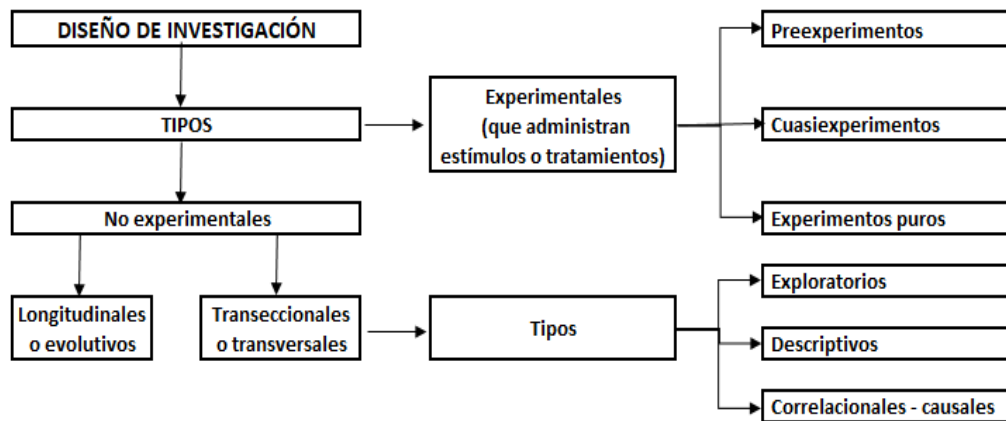 DISEÑO DE INVESTIGACIÓN
TIPOS
Experimentales
(que administran
estímulos o tratamientos)
Preexperimentos
Cuasiexperimentos
Experimentos puros
No experimentales
Longitudinales
o evolutivos
Transeccionales
o transversales
Tipos
Exploratorios
Descriptivos
Correlacionales - causales